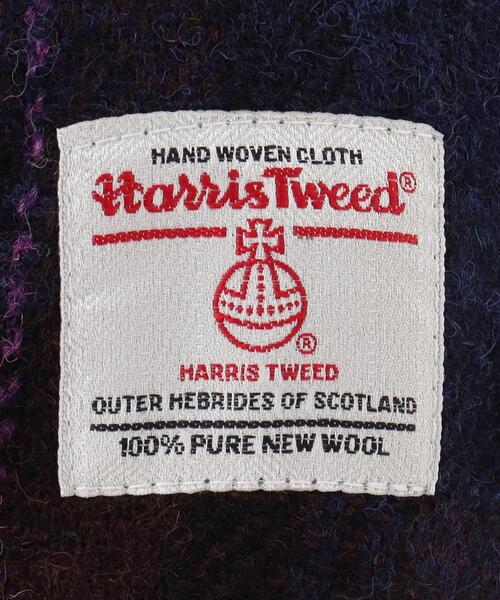 HAND WOVEN CLOTH
Harris Tweed®
®
HARRIS TWEED
OUTER HEBRIDES OF SCOTLAND
100% PURE NEW WOOL